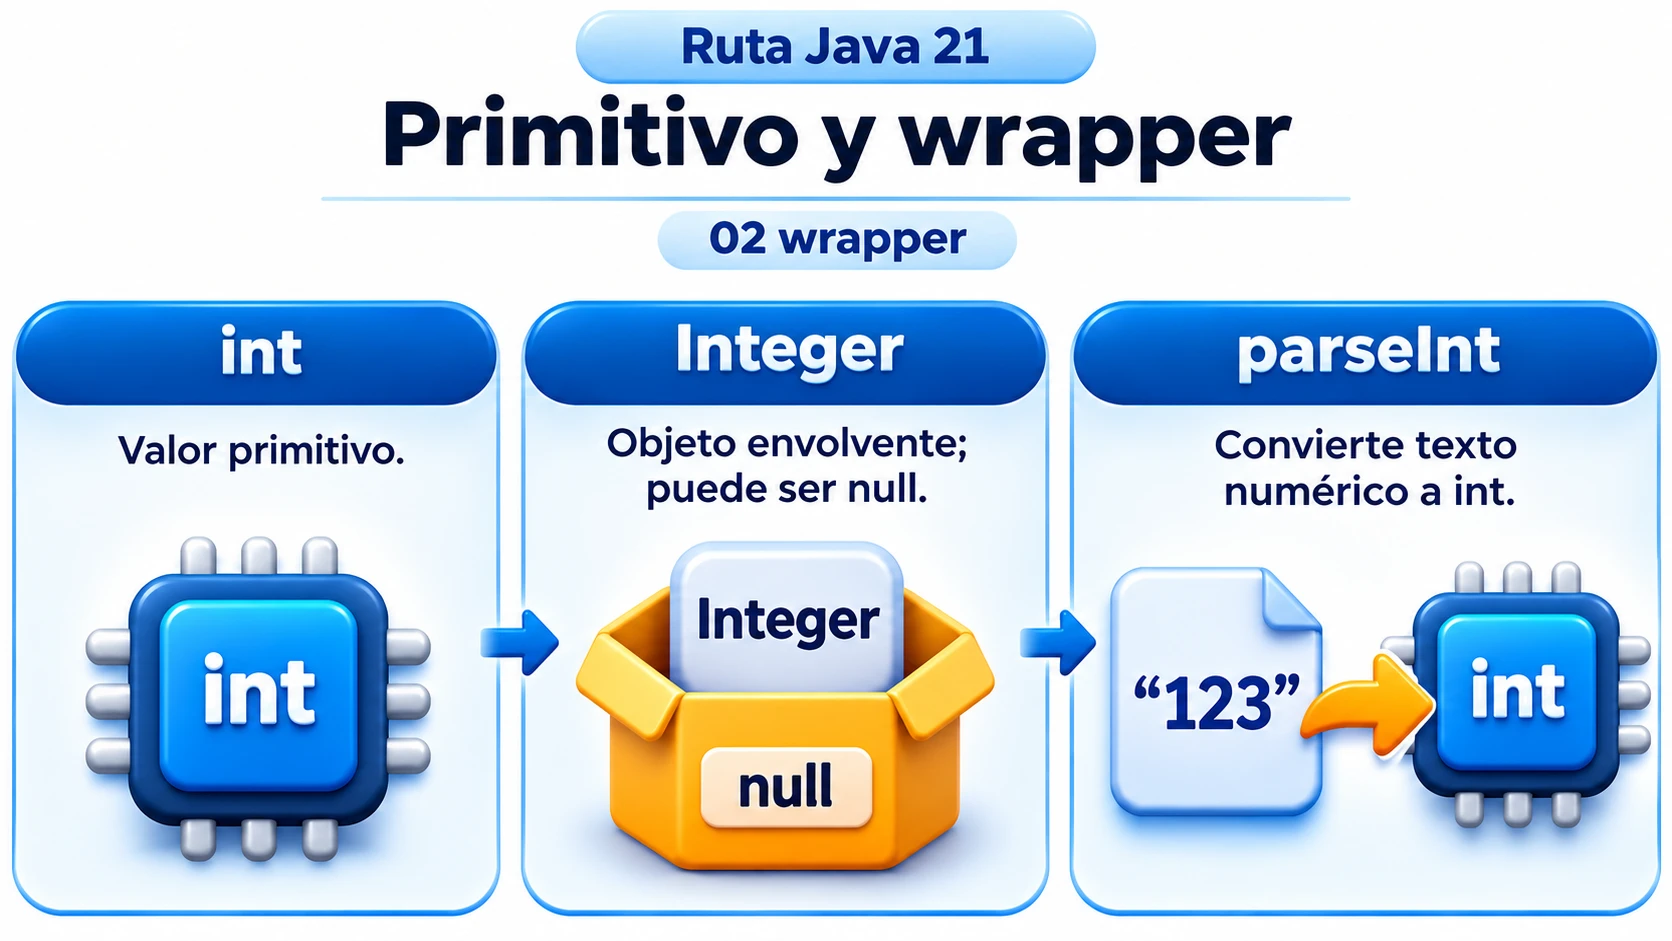 Ruta Java 21
Primitivo y wrapper
02 wrapper
int
Valor primitivo.
int
Integer
Objeto envolvente;
puede ser null.
Integer
null
parseInt
Convierte texto
numérico a int.
“123”
int